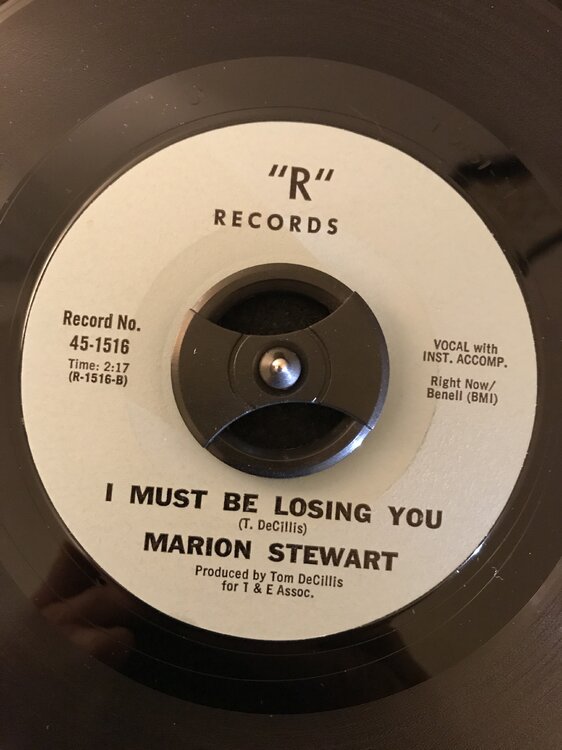 "R"
RECORDS
Record No.
45-1516
Time: 2:17
(R-1516-B)
VOCAL with
INST. ACCOMP.
Right Now/
Benell (BMI)
I MUST BE LOSING YOU
(T. DeCillis)
MARION STEWART
Produced by Tom DeCillis
for T & E Assoc.